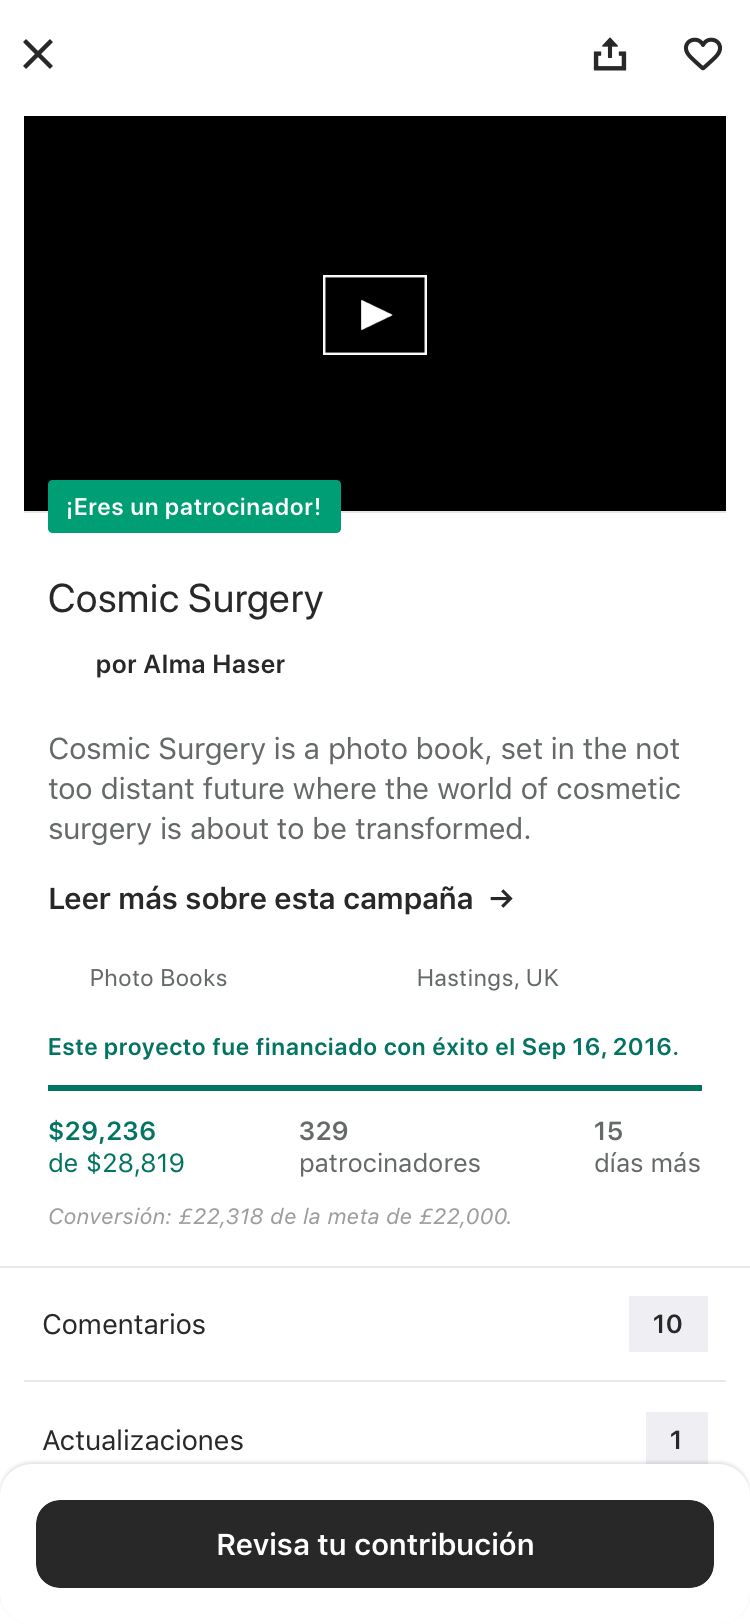 ¡Eres un patrocinador!
Cosmic Surgery
por Alma Haser
Cosmic Surgery is a photo book, set in the not
too distant future where the world of cosmetic
surgery is about to be transformed.
Leer más sobre esta campaña →
Photo Books
Hastings, UK
Este proyecto fue financiado con éxito el Sep 16, 2016.
$29,236
de $28,819
329
patrocinadores
15
días más
Conversión: £22,318 de la meta de £22,000.
Comentarios
10
Actualizaciones
1
Revisa tu contribución